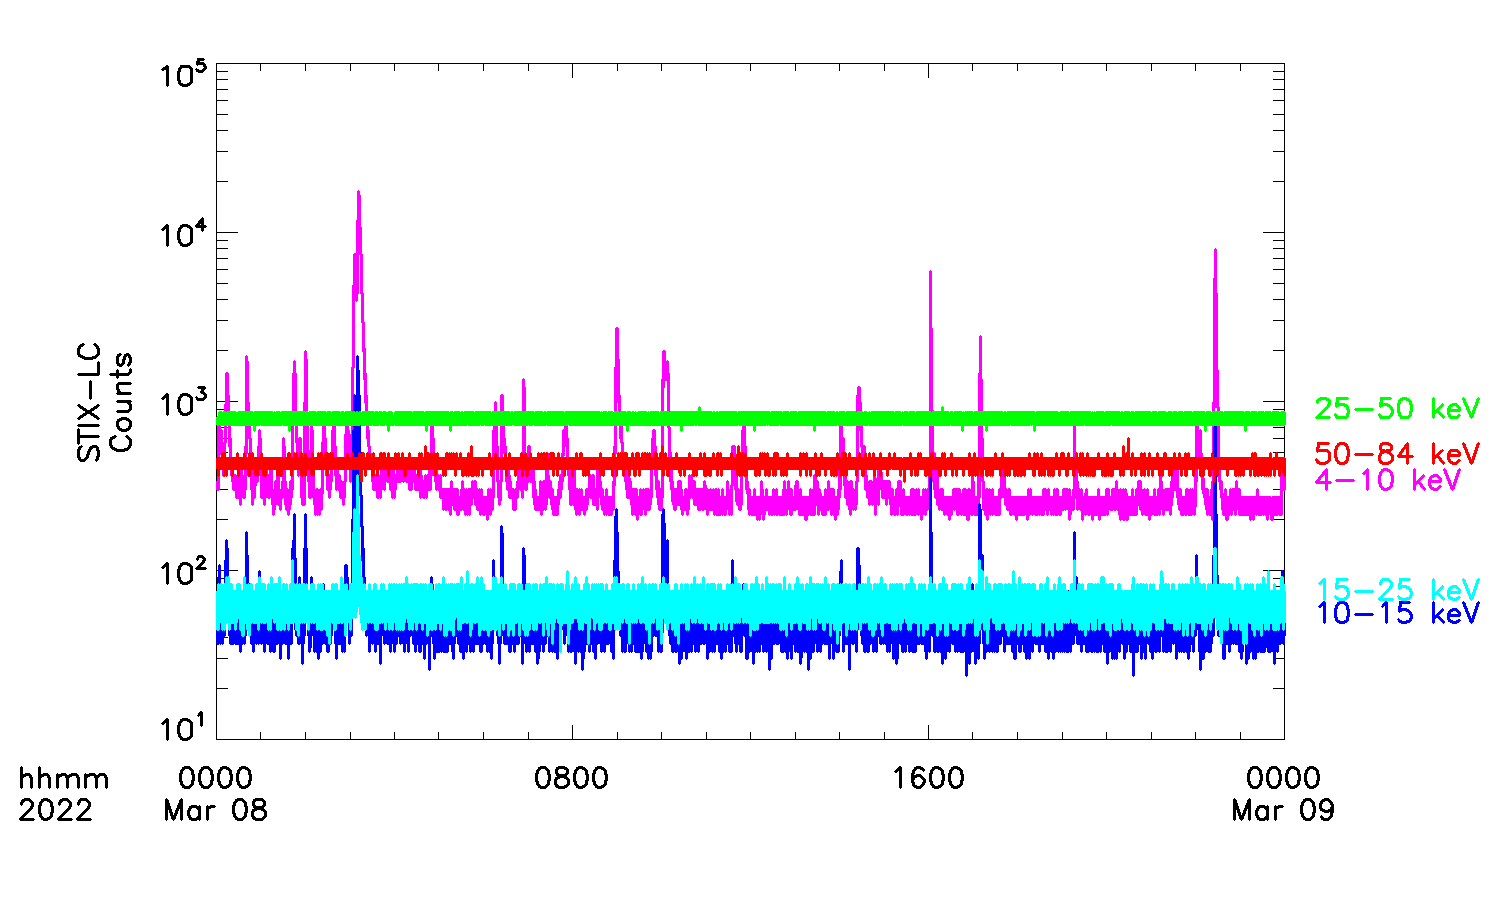 10^5
10^4
10^3
10^2
10^1
STIX-LC
Counts
25-50 keV
50-84 keV
4-10 keV
15-25 keV
10-15 keV
hhmm 0000 0800 1600 0000
2022 Mar 08 Mar 09